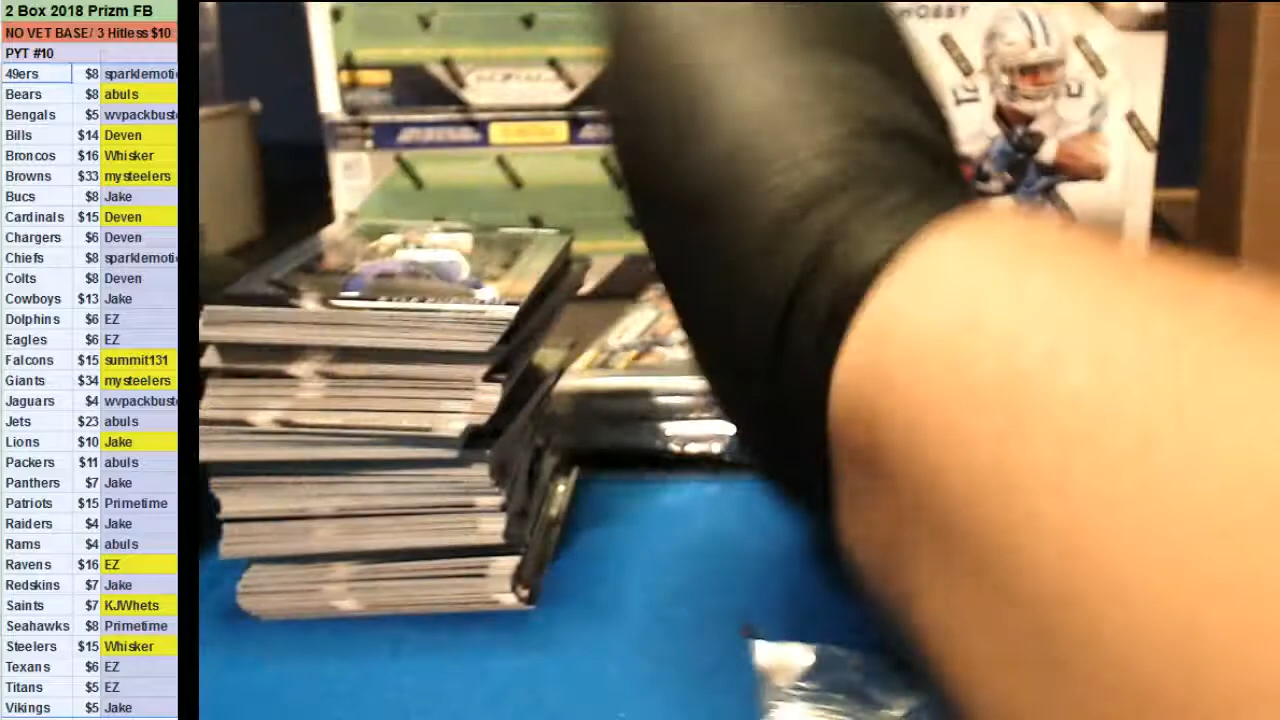 2 Box 2018 Prizm FB
NO VET BASE/ 3 Hitless $10
PYT #10
49ers $8 sparklemoti
Bears $8 abuls
Bengals $5 wvpackbust
Bills $14 Deven
Broncos $16 Whisker
Browns $33 mysteelers
Bucs $8 Jake
Cardinals $15 Deven
Chargers $6 Deven
Chiefs $8 sparklemoti
Colts $8 Deven
Cowboys $13 Jake
Dolphins $6 EZ
Eagles $6 EZ
Falcons $15 summit131
Giants $34 mysteelers
Jaguars $4 wvpackbust
Jets $23 abuls
Lions $10 Jake
Packers $11 abuls
Panthers $7 Jake
Patriots $15 Primetime
Raiders $4 Jake
Rams $4 abuls
Ravens $16 EZ
Redskins $7 Jake
Saints $7 KJWhets
Seahawks $8 Primetime
Steelers $15 Whisker
Texans $6 EZ
Titans $5 EZ
Vikings $5 Jake
HOBBY